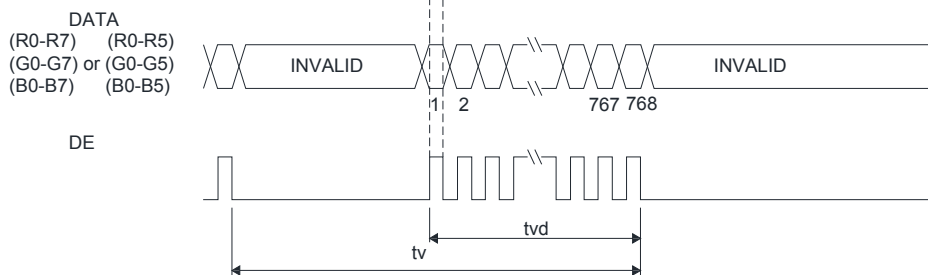 DATA
(R0-R7) (R0-R5)
(G0-G7) or (G0-G5)
(B0-B7) (B0-B5)
INVALID
INVALID
1 2 767 768
DE
tvd
tv